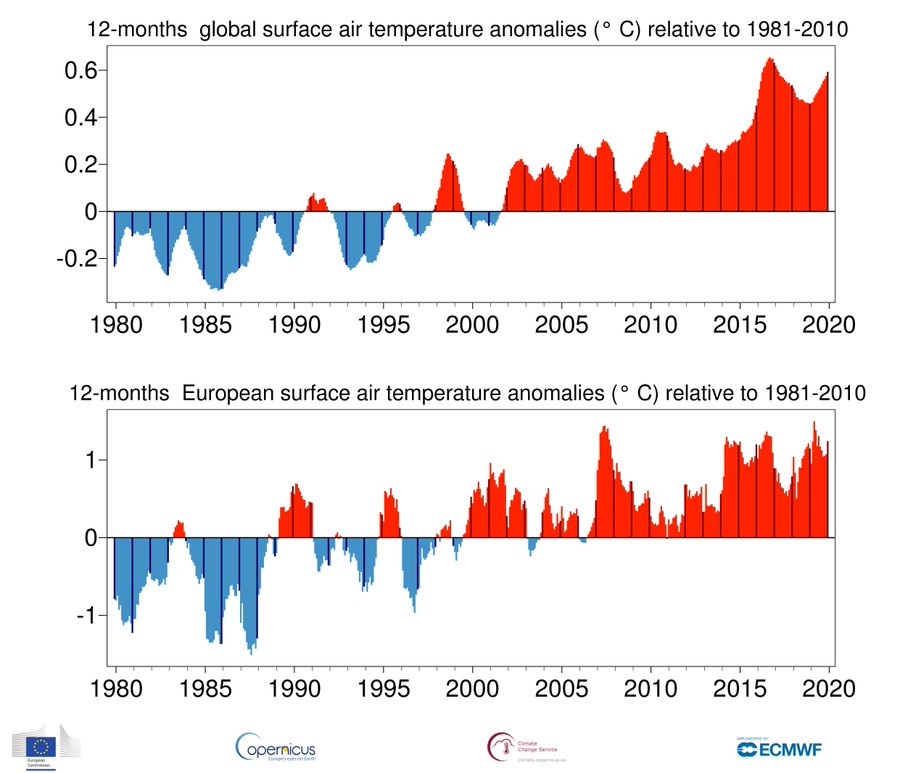 12-months  global surface air temperature anomalies (° C) relative to 1981-2010
0.6
0.4
0.2
0
-0.2
1980 1985 1990 1995 2000 2005 2010 2015 2020
12-months  European surface air temperature anomalies (° C) relative to 1981-2010
1
0
-1
1980 1985 1990 1995 2000 2005 2010 2015 2020
European
Commission
opernicus
Europe's eyes on Earth
Climate
Change Service
climate.copernicus.eu
IMPLEMENTED BY
ECMWF